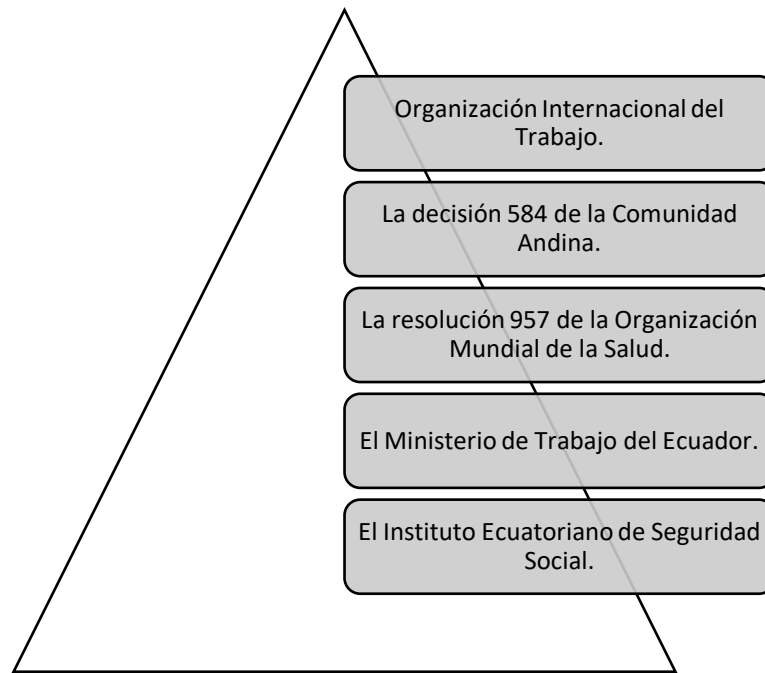 Organización Internacional del
Trabajo.
La decisión 584 de la Comunidad
Andina.
La resolución 957 de la Organización
Mundial de la Salud.
El Ministerio de Trabajo del Ecuador.
El Instituto Ecuatoriano de Seguridad
Social.